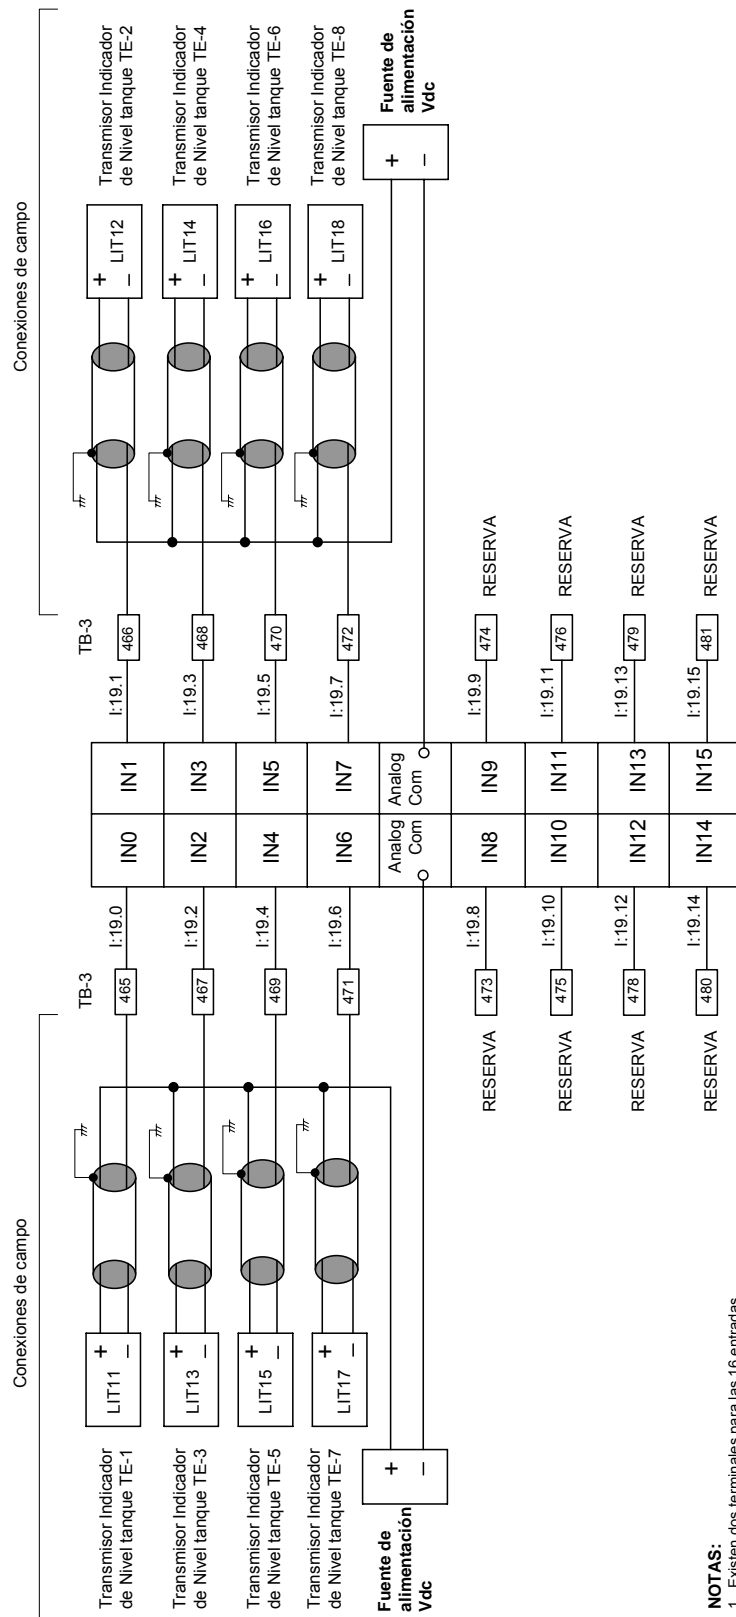 Conexiones de campo
Conexiones de campo
TB-3
TB-3
Transmisor Indicador
de Nivel tanque TE-1
LIT11
+
−
465
I:19.0
IN0
IN1
I:19.1
466
+
−
LIT12
Transmisor Indicador
de Nivel tanque TE-2
Transmisor Indicador
de Nivel tanque TE-3
LIT13
+
−
467
I:19.2
IN2
IN3
I:19.3
468
+
−
LIT14
Transmisor Indicador
de Nivel tanque TE-4
Transmisor Indicador
de Nivel tanque TE-5
LIT15
+
−
469
I:19.4
IN4
IN5
I:19.5
470
+
−
LIT16
Transmisor Indicador
de Nivel tanque TE-6
Transmisor Indicador
de Nivel tanque TE-7
LIT17
+
−
471
I:19.6
IN6
IN7
I:19.7
472
+
−
LIT18
Transmisor Indicador
de Nivel tanque TE-8
Fuente de
alimentación
Vdc
+
−
Analog
Com
Analog
Com
+
−
Fuente de
alimentación
Vdc
RESERVA
473
I:19.8
IN8
IN9
I:19.9
474
RESERVA
RESERVA
475
I:19.10
IN10
IN11
I:19.11
476
RESERVA
RESERVA
478
I:19.12
IN12
IN13
I:19.13
479
RESERVA
RESERVA
480
I:19.14
IN14
IN15
I:19.15
481
RESERVA
NOTAS:
1. Existen dos terminales para las 16 entradas